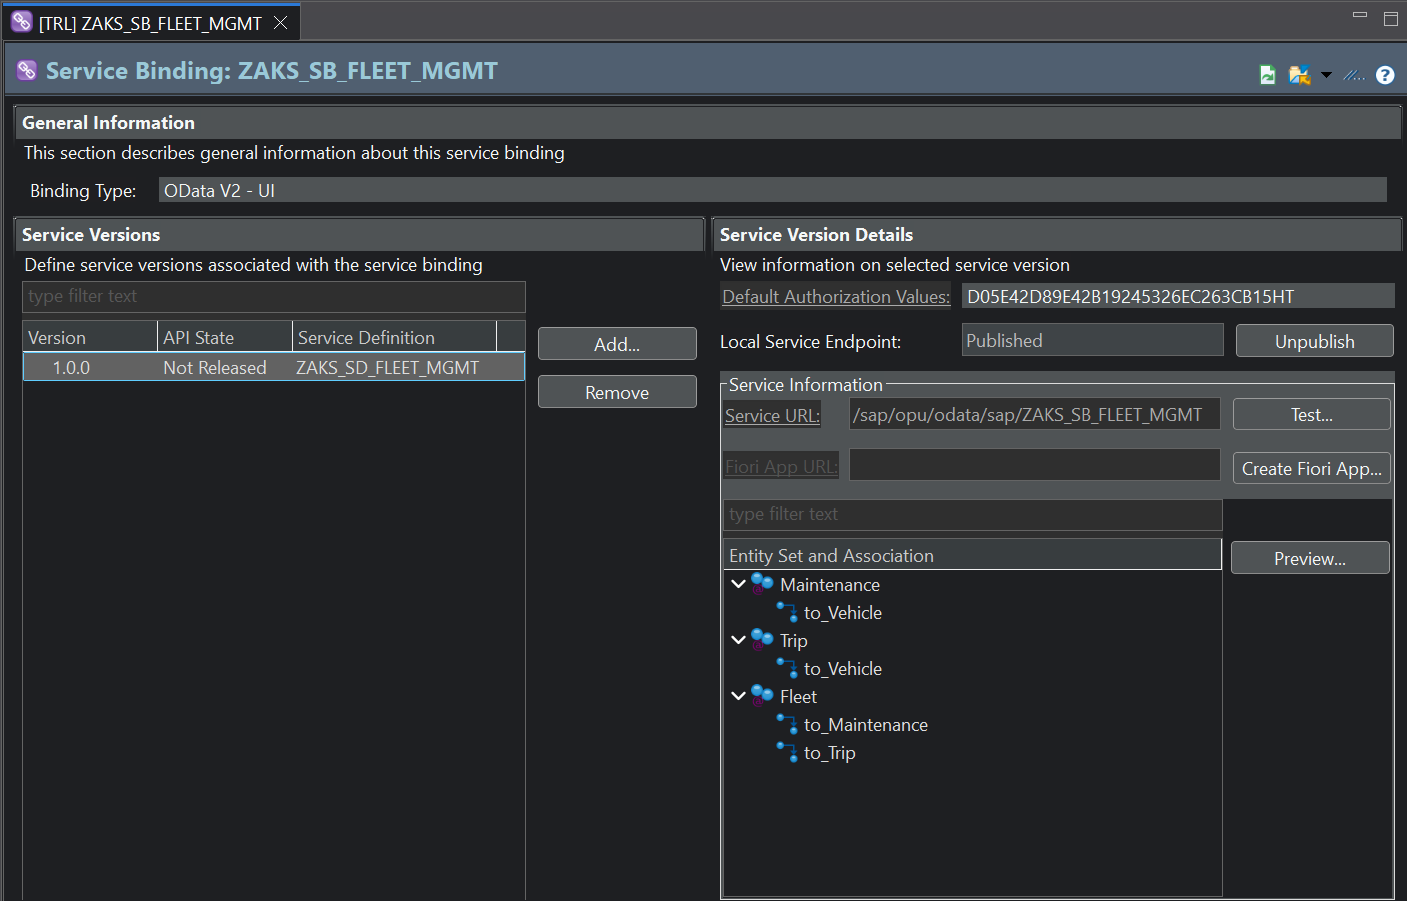 [TRL] ZAKS_SB_FLEET_MGMT
Service Binding: ZAKS_SB_FLEET_MGMT
General Information
This section describes general information about this service binding
Binding Type: OData V2 - UI
Service Versions
Define service versions associated with the service binding
type filter text
Version API State Service Definition
1.0.0 Not Released ZAKS_SD_FLEET_MGMT
Add...
Remove
Service Version Details
View information on selected service version
Default Authorization Values: D05E42D89E42B19245326EC263CB15HT
Local Service Endpoint: Published Unpublish
Service Information
Service URL: /sap/opu/odata/sap/ZAKS_SB_FLEET_MGMT Test...
Fiori App URL: Create Fiori App...
type filter text
Entity Set and Association
Preview...
Maintenance
to_Vehicle
Trip
to_Vehicle
Fleet
to_Maintenance
to_Trip